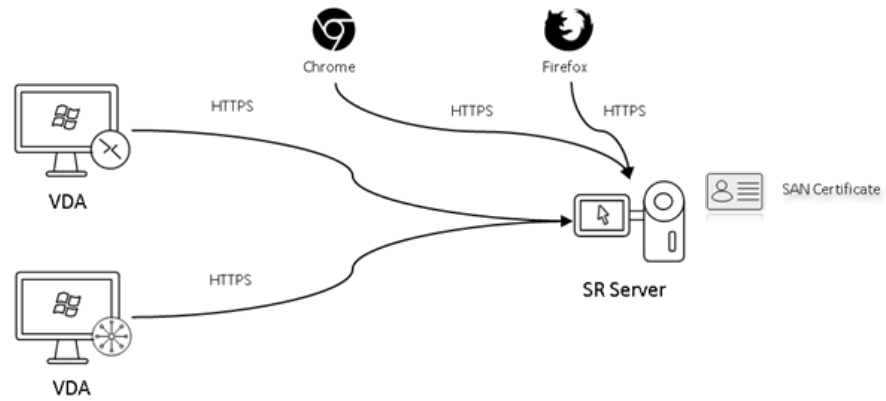 Chrome
Firefox
HTTPS
HTTPS
HTTPS
VDA
SAN Certificate
SR Server
HTTPS
VDA